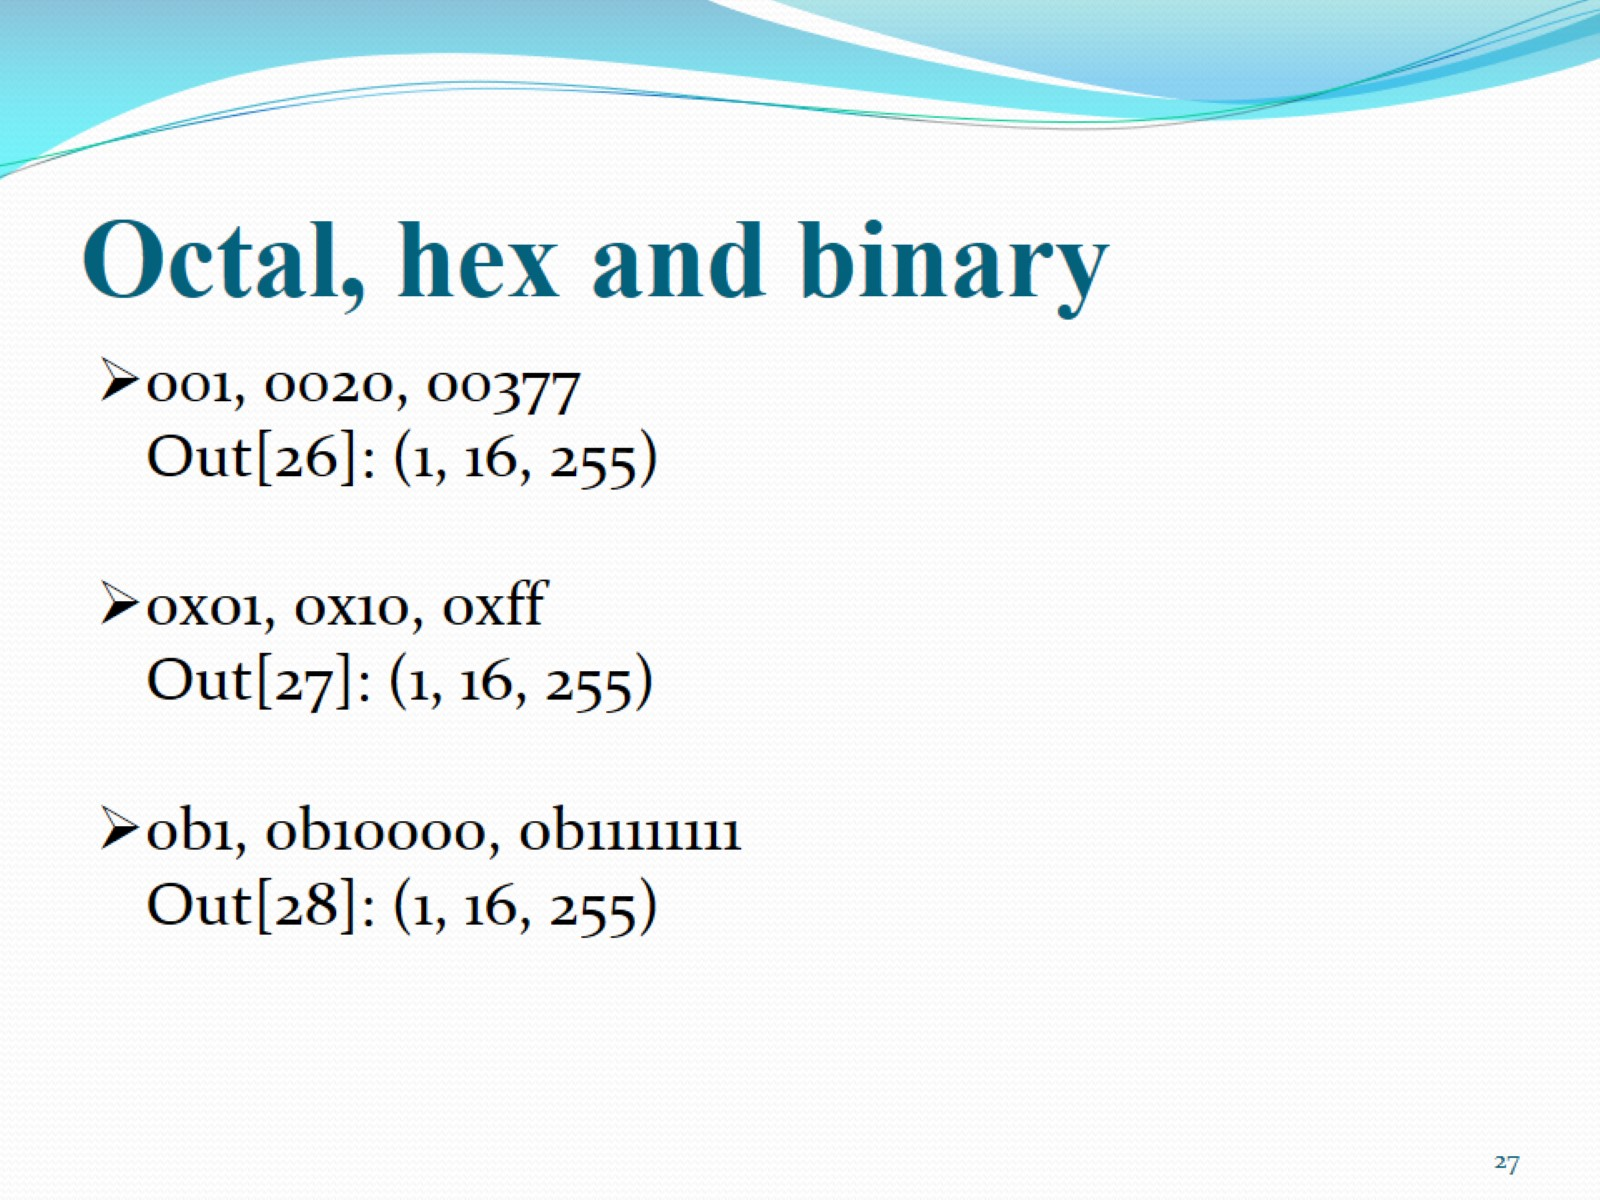 Octal, hex and binary
➢0o1, 0o20, 0o377
Out[26]: (1, 16, 255)
➢0x01, 0x10, 0xff
Out[27]: (1, 16, 255)
➢0b1, 0b10000, 0b11111111
Out[28]: (1, 16, 255)
27